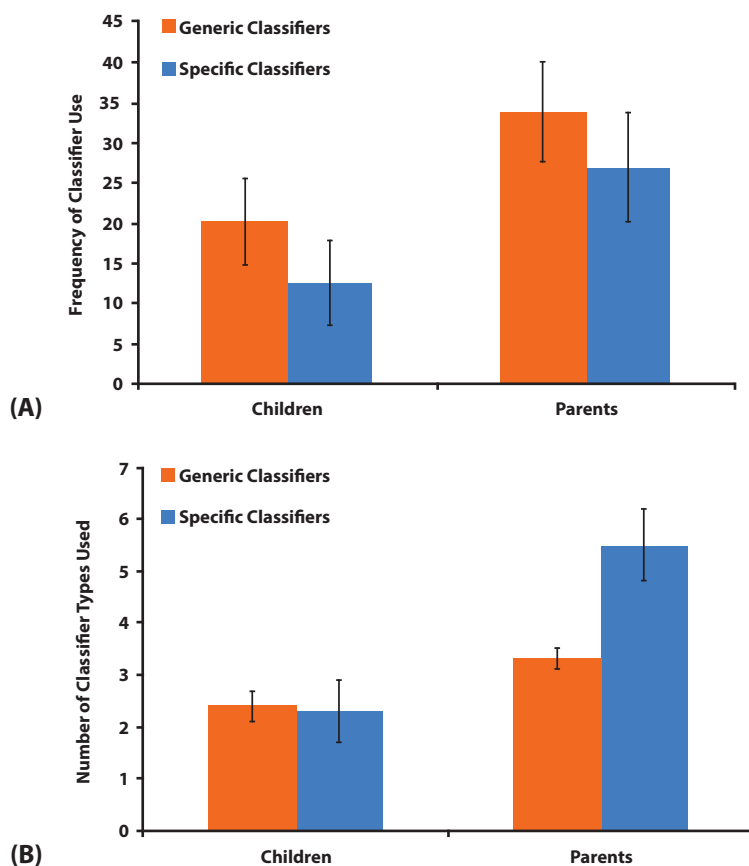 45
40
35
30
25
20
15
10
5
0
Frequency of Classifier Use
Generic Classifiers
Specific Classifiers
Children
Parents
(A)
7
6
5
4
3
2
1
0
Number of Classifier Types Used
Generic Classifiers
Specific Classifiers
Children
Parents
(B)